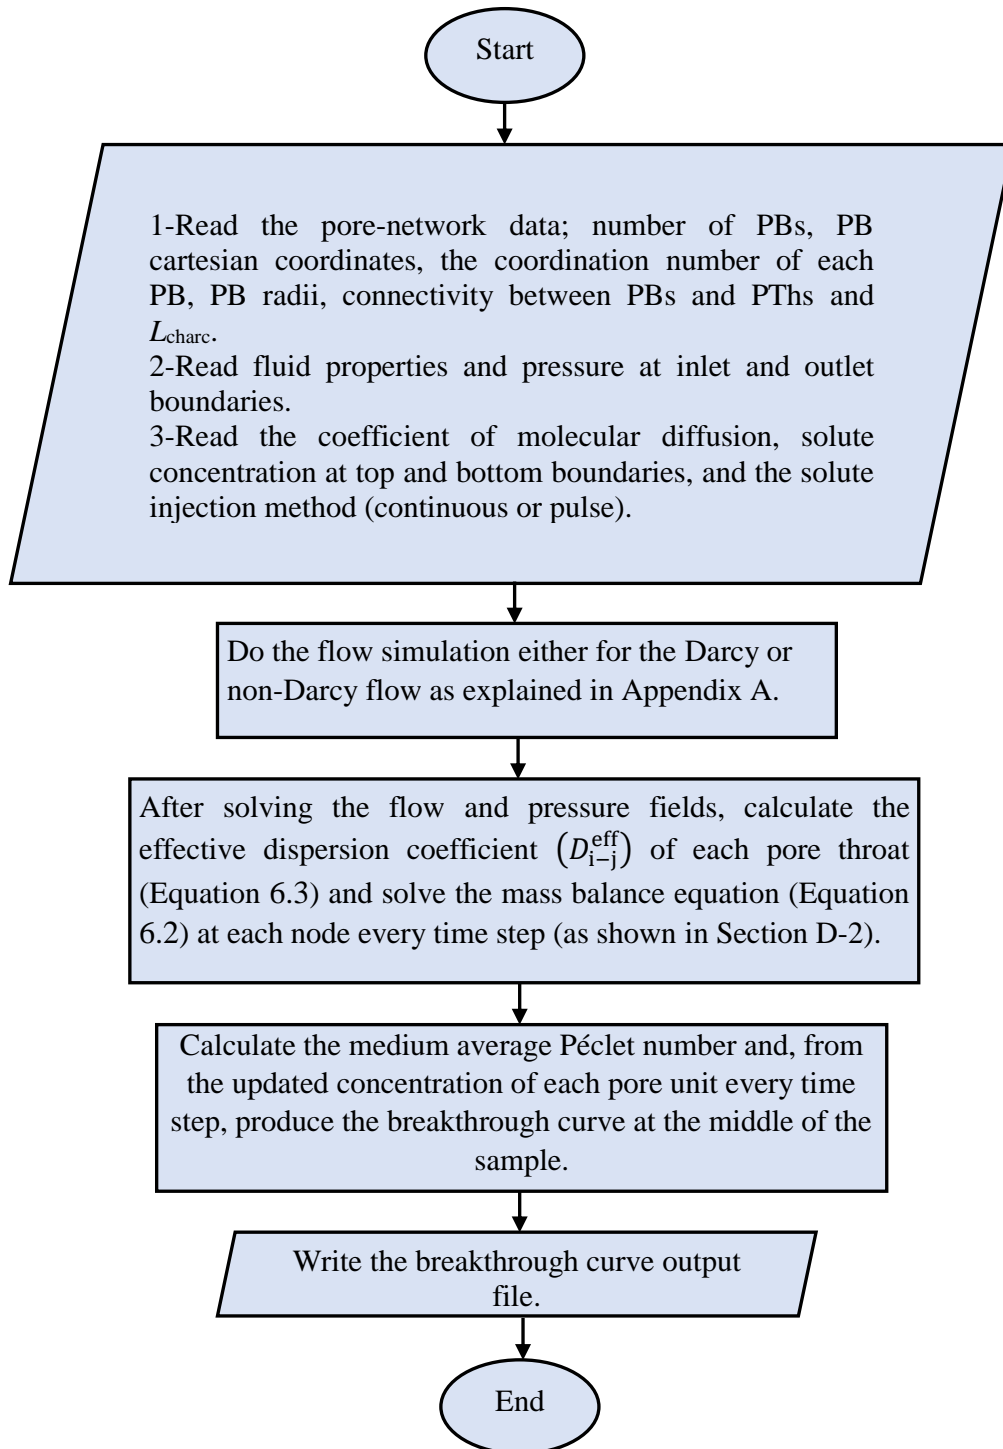 Start
1-Read the pore-network data; number of PBs, PB
cartesian coordinates, the coordination number of each
PB, PB radii, connectivity between PBs and PThs and
Lcharc.
2-Read fluid properties and pressure at inlet and outlet
boundaries.
3-Read the coefficient of molecular diffusion, solute
concentration at top and bottom boundaries, and the solute
injection method (continuous or pulse).
Do the flow simulation either for the Darcy or
non-Darcy flow as explained in Appendix A.
After solving the flow and pressure fields, calculate the
effective dispersion coefficient (D_{i−j}^{eff}) of each pore throat
(Equation 6.3) and solve the mass balance equation (Equation
6.2) at each node every time step (as shown in Section D-2).
Calculate the medium average Péclet number and, from
the updated concentration of each pore unit every time
step, produce the breakthrough curve at the middle of the
sample.
Write the breakthrough curve output
file.
End